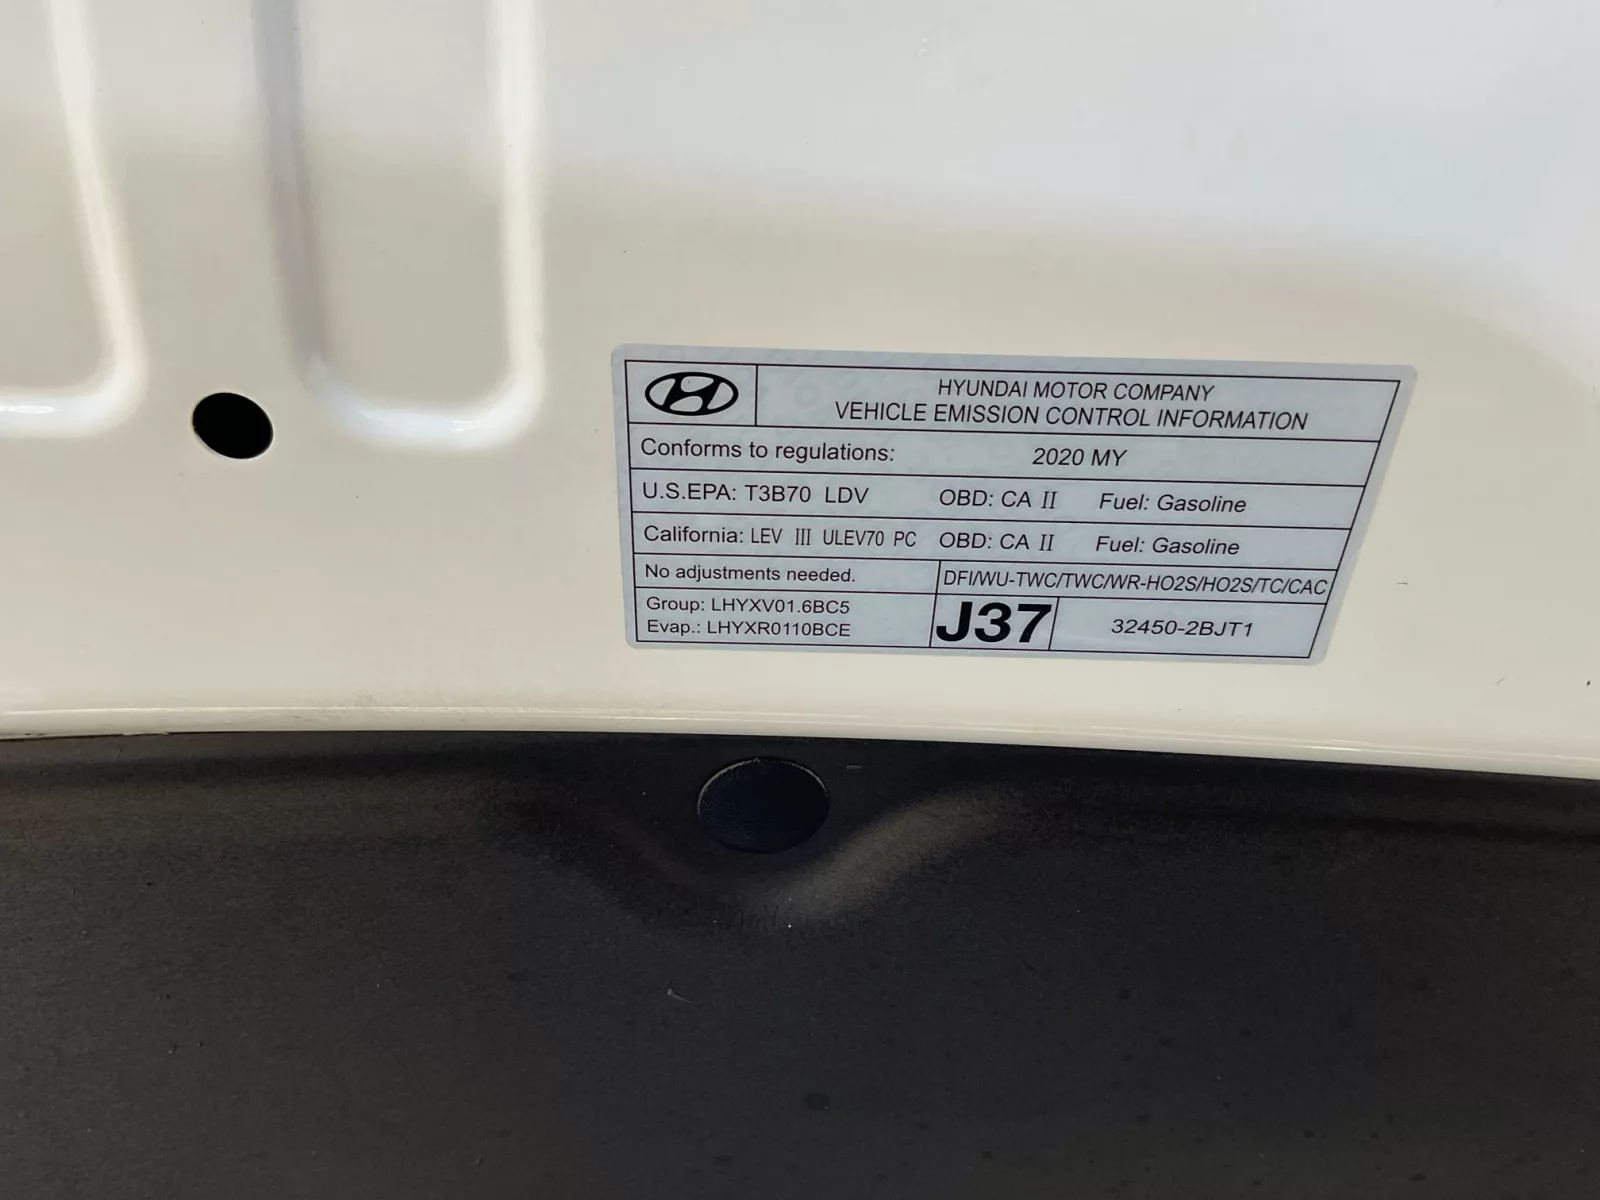 HYUNDAI MOTOR COMPANY
VEHICLE EMISSION CONTROL INFORMATION
Conforms to regulations: 2020 MY
U.S.EPA: T3B70 LDV OBD: CA II Fuel: Gasoline
California: LEV III ULEV70 PC OBD: CA II Fuel: Gasoline
No adjustments needed. DFI/WU-TWC/TWC/WR-HO2S/HO2S/TC/CAC
Group: LHYXV01.6BC5
Evap.: LHYXR0110BCE
J37 32450-2BJT1